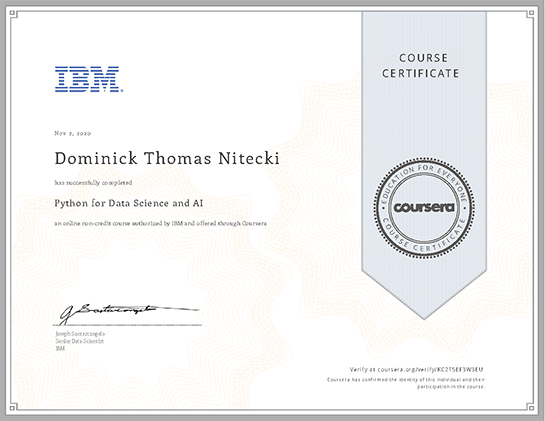 COURSE
CERTIFICATE
IBM
Nov 2, 2020
Dominick Thomas Nitecki
has successfully completed
Python for Data Science and AI
an online non-credit course authorized by IBM and offered through Coursera
EDUCATION FOR EVERYONE
coursera
COURSE CERTIFICATE
Joseph Santarcangelo
Senior Data Scientist
IBM
Verify at coursera.org/verify/KC2T5EF3W3EU
Coursera has confirmed the identity of this individual and their
participation in the course.